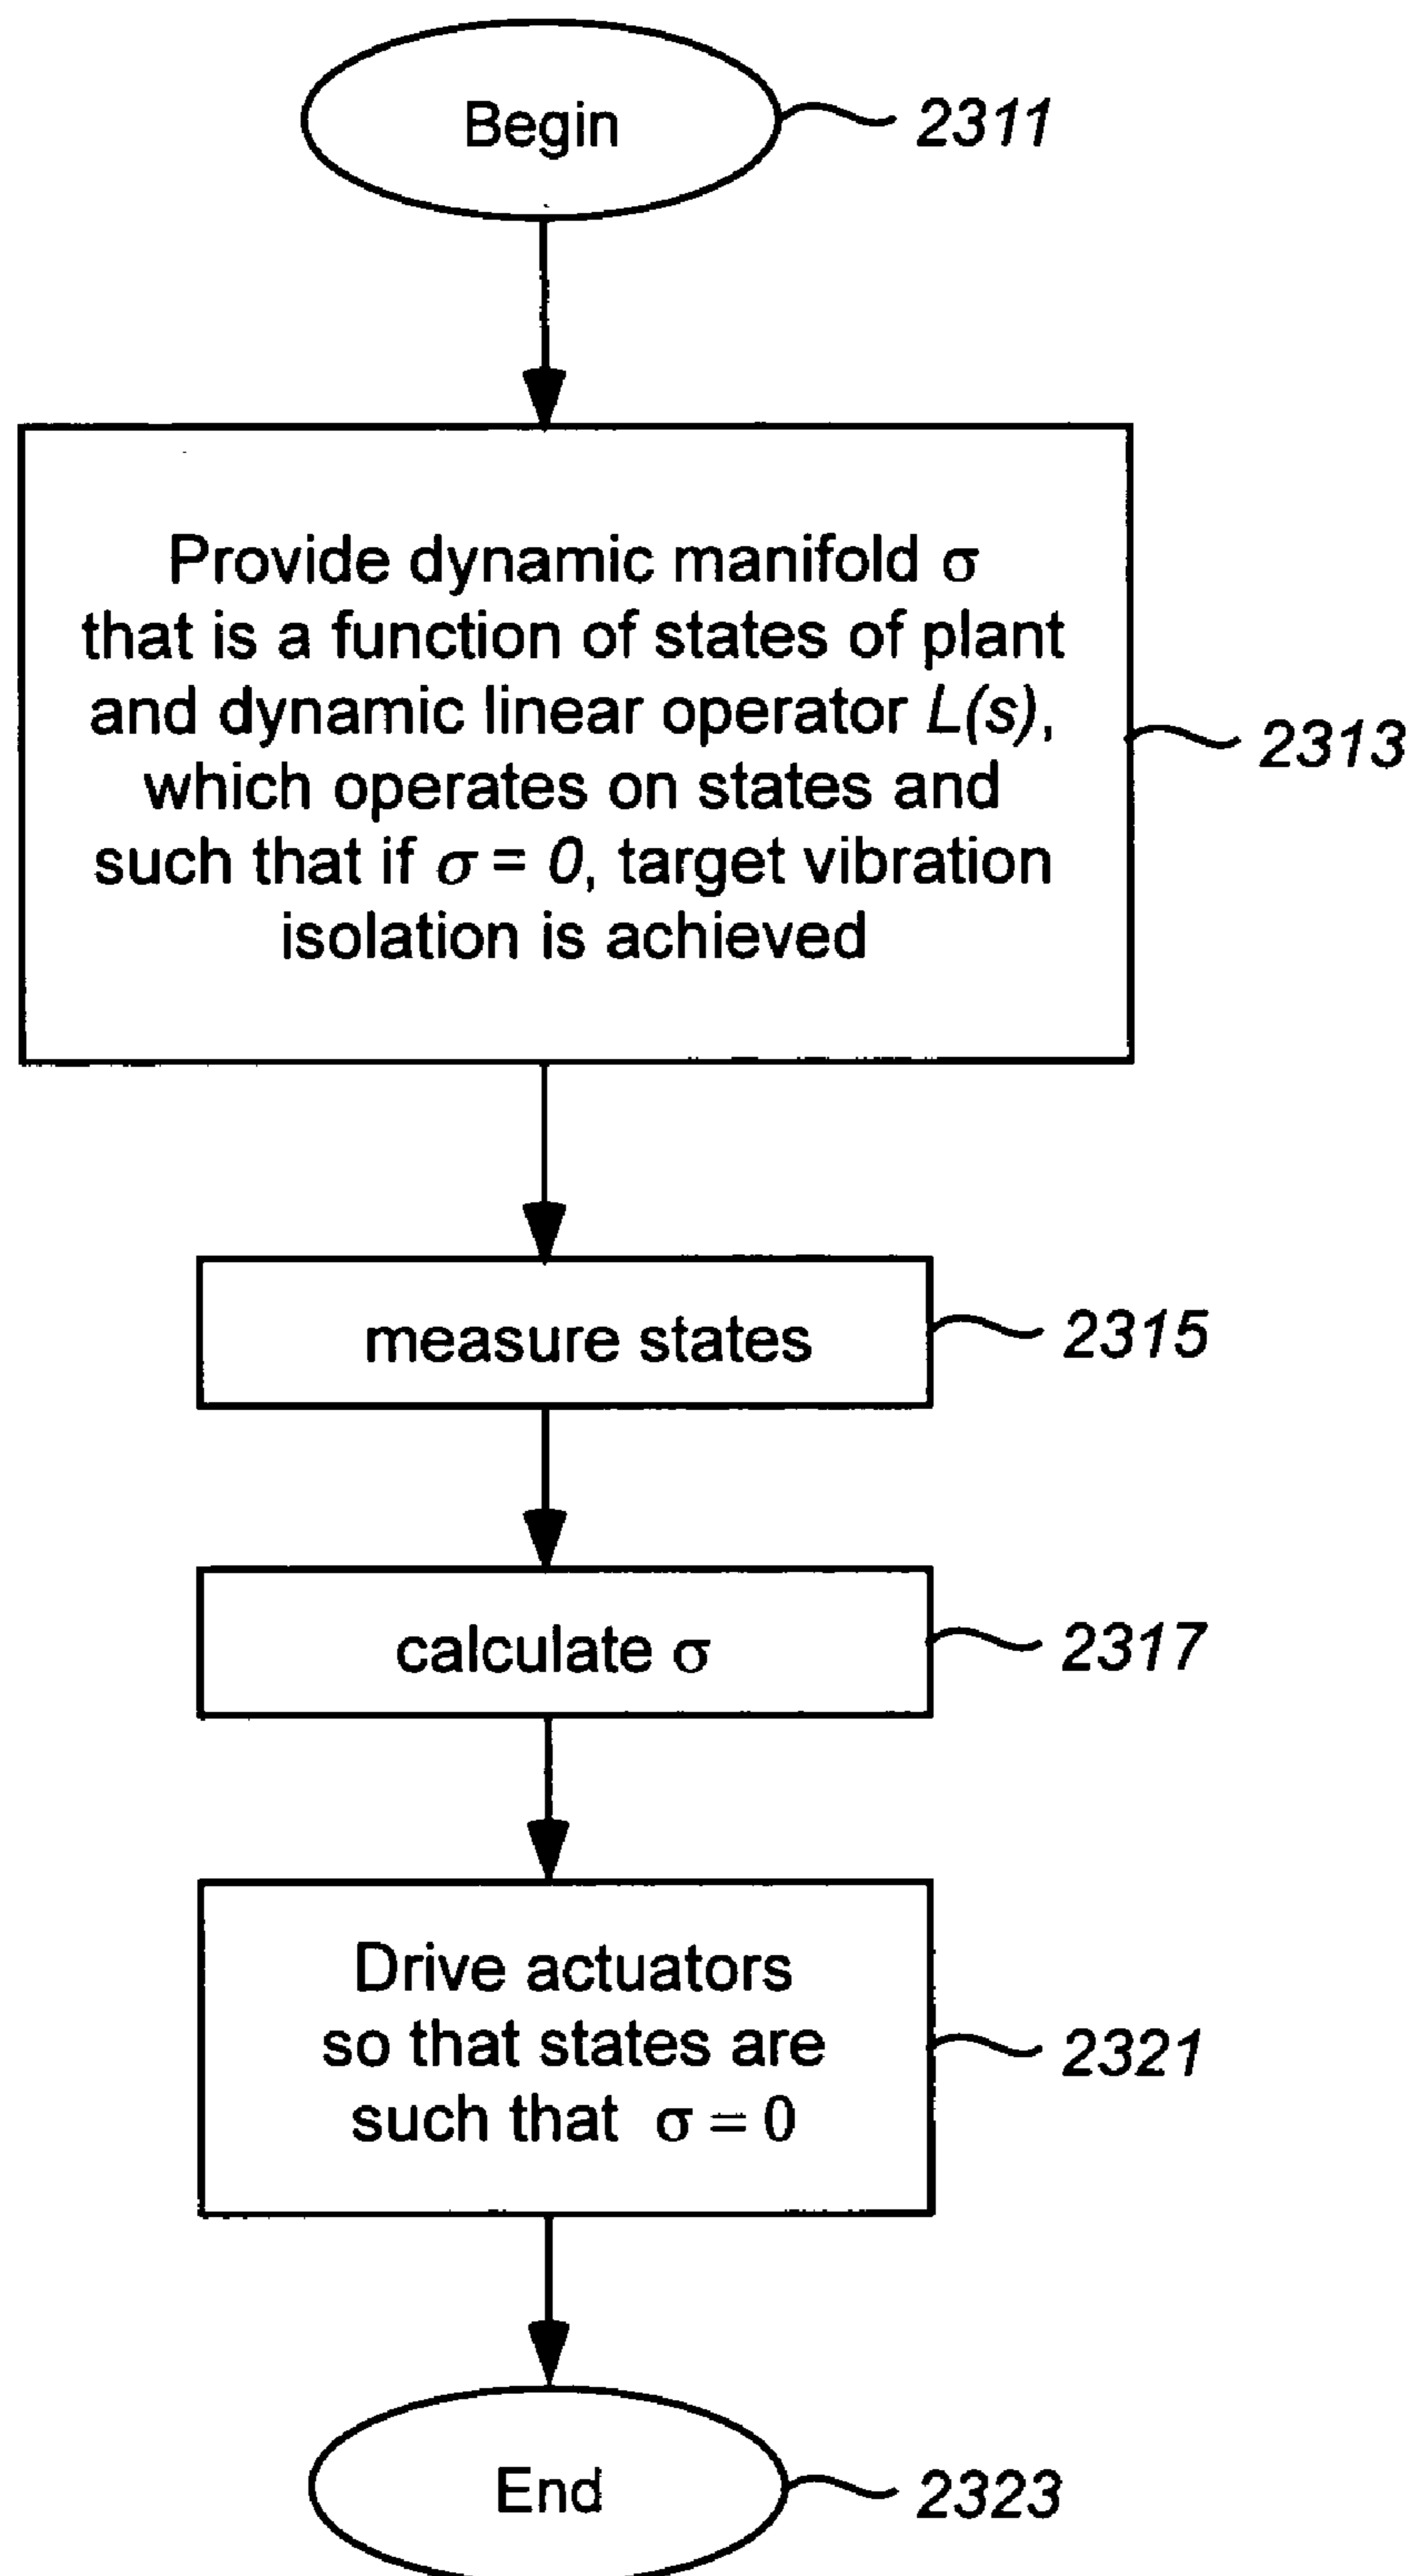 Begin
2311
Provide dynamic manifold σ
that is a function of states of plant
and dynamic linear operator L(s),
which operates on states and
such that if σ = 0, target vibration
isolation is achieved
2313
measure states
2315
calculate σ
2317
Drive actuators
so that states are
such that σ = 0
2321
End
2323